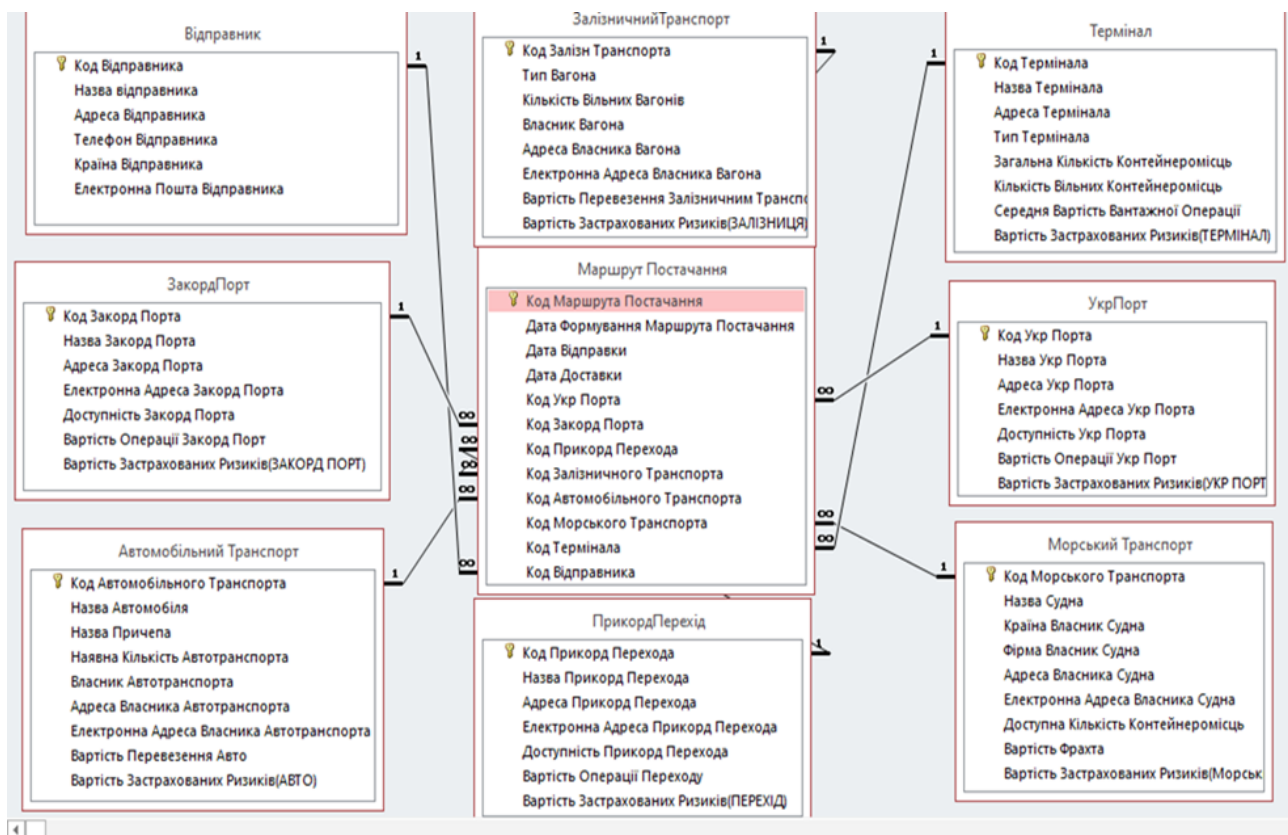 Відправник
Код Відправника
Назва відправника
Адреса Відправника
Телефон Відправника
Країна Відправника
Електронна Пошта Відправника
ЗалізничнийТранспорт
Код Залізн Транспорта
Тип Вагона
Кількість Вільних Вагонів
Власник Вагона
Адреса Власника Вагона
Електронна Адреса Власника Вагона
Вартість Перевезення Залізничним Трансп
Вартість Застрахованих Ризиків(ЗАЛІЗНИЦЯ)
Термінал
Код Термінала
Назва Термінала
Адреса Термінала
Тип Термінала
Загальна Кількість Контейнеромісць
Кількість Вільних Контейнеромісць
Середня Вартість Вантажної Операції
Вартість Застрахованих Ризиків(ТЕРМІНАЛ)
ЗакордПорт
Код Закорд Порта
Назва Закорд Порта
Адреса Закорд Порта
Електронна Адреса Закорд Порта
Доступність Закорд Порта
Вартість Операції Закорд Порт
Вартість Застрахованих Ризиків(ЗАКОРД ПОРТ)
Маршрут Постачання
Код Маршрута Постачання
Дата Формування Маршрута Постачання
Дата Відправки
Дата Доставки
Код Укр Порта
Код Закорд Порта
Код Прикорд Перехода
Код Залізничного Транспорта
Код Автомобільного Транспорта
Код Морського Транспорта
Код Термінала
Код Відправника
УкрПорт
Код Укр Порта
Назва Укр Порта
Адреса Укр Порта
Електронна Адреса Укр Порта
Доступність Укр Порта
Вартість Операції Укр Порт
Вартість Застрахованих Ризиків(УКР ПОРТ
Автомобільний Транспорт
Код Автомобільного Транспорта
Назва Автомобіля
Назва Причепа
Наявна Кількість Автотранспорта
Власник Автотранспорта
Адреса Власника Автотранспорта
Електронна Адреса Власника Автотранспорта
Вартість Перевезення Авто
Вартість Застрахованих Ризиків(АВТО)
ПрикордПерехід
Код Прикорд Перехода
Назва Прикорд Перехода
Адреса Прикорд Перехода
Електронна Адреса Прикорд Перехода
Доступність Прикорд Перехода
Вартість Операції Переходу
Вартість Застрахованих Ризиків(ПЕРЕХІД)
Морський Транспорт
Код Морського Транспорта
Назва Судна
Країна Власник Судна
Фірма Власник Судна
Адреса Власника Судна
Електронна Адреса Власника Судна
Доступна Кількість Контейнеромісць
Вартість Фрахта
Вартість Застрахованих Ризиків(Морськ
1
1
1
1
1
1
1
1
∞
∞
∞
∞
∞
∞
∞
∞